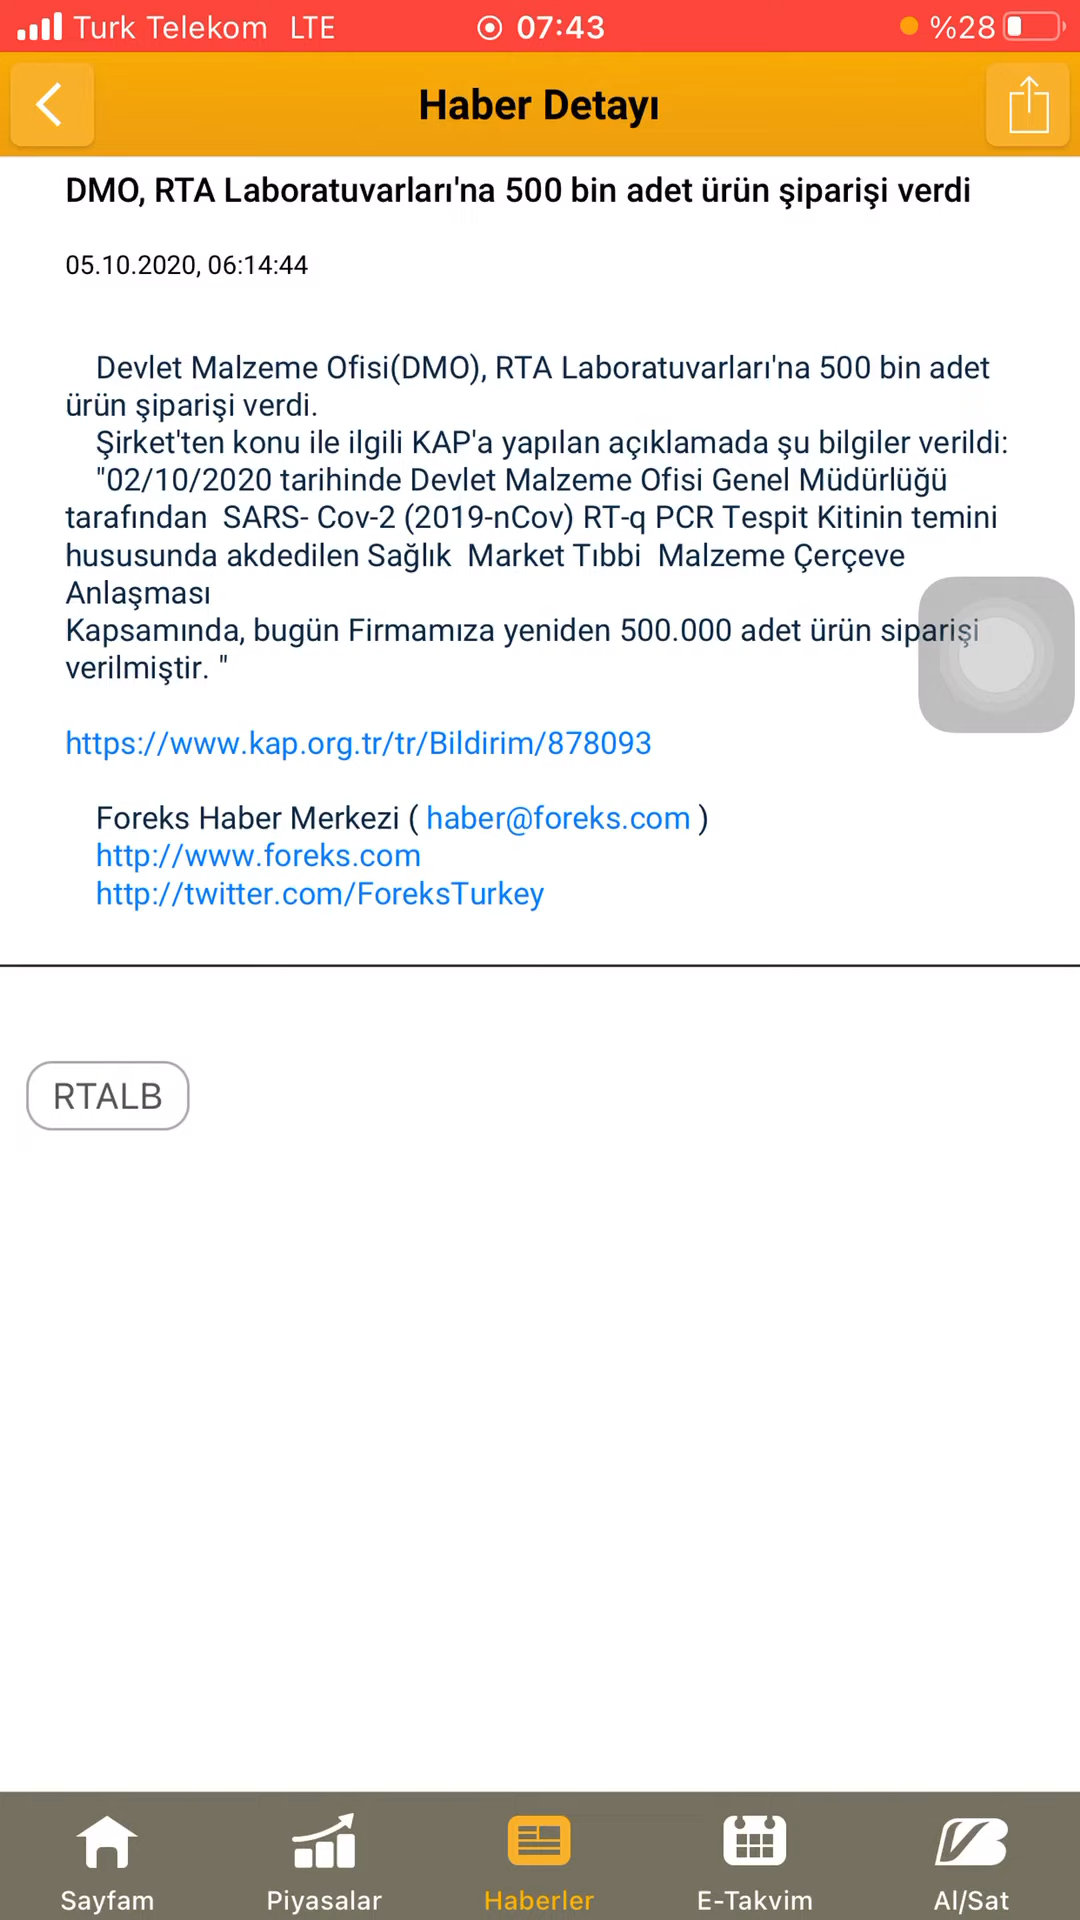 Turk Telekom LTE 07:43 %28
Haber Detayı
DMO, RTA Laboratuvarları'na 500 bin adet ürün şiparişi verdi
05.10.2020, 06:14:44
Devlet Malzeme Ofisi(DMO), RTA Laboratuvarları'na 500 bin adet
ürün şiparişi verdi.
Şirket'ten konu ile ilgili KAP'a yapılan açıklamada şu bilgiler verildi:
"02/10/2020 tarihinde Devlet Malzeme Ofisi Genel Müdürlüğü
tarafından  SARS- Cov-2 (2019-nCov) RT-q PCR Tespit Kitinin temini
hususunda akdedilen Sağlık  Market Tıbbi  Malzeme Çerçeve
Anlaşması
Kapsamında, bugün Firmamıza yeniden 500.000 adet ürün siparişi
verilmiştir. "
https://www.kap.org.tr/tr/Bildirim/878093
Foreks Haber Merkezi ( haber@foreks.com )
http://www.foreks.com
http://twitter.com/ForeksTurkey
RTALB
Sayfam Piyasalar Haberler E-Takvim Al/Sat